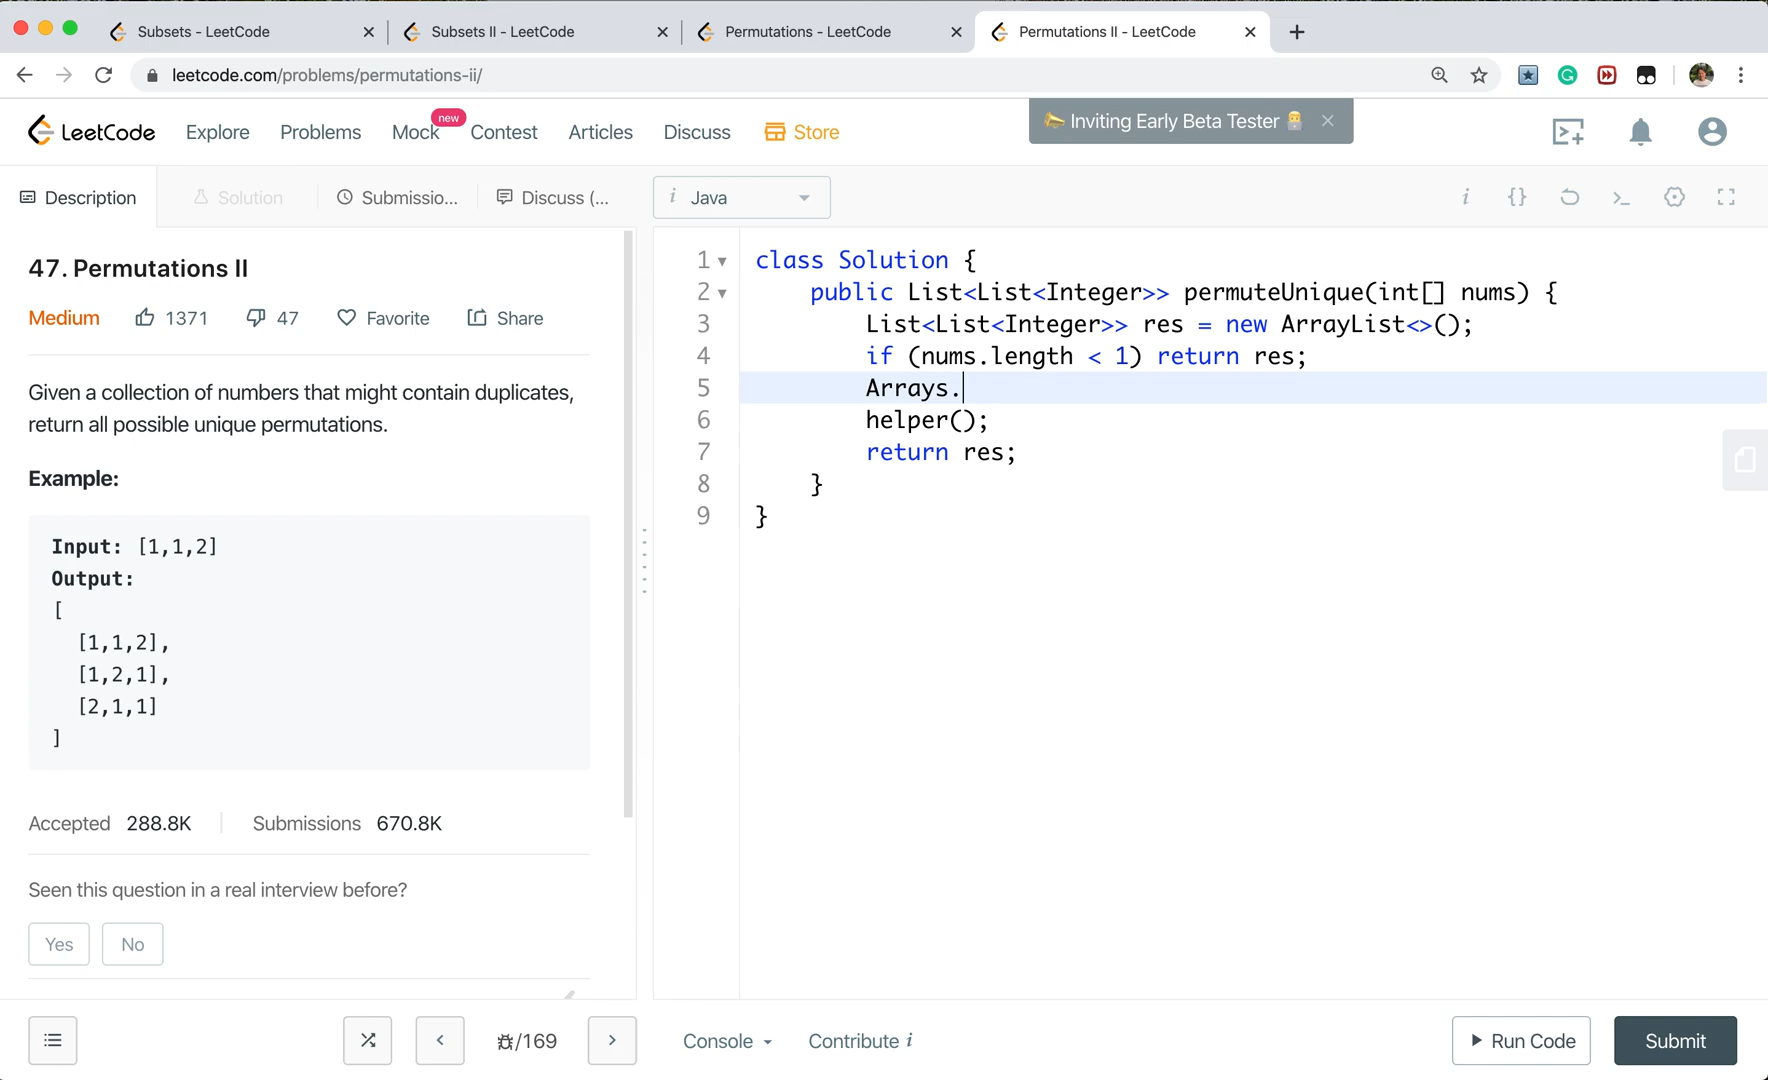 Subsets - LeetCode
Subsets II - LeetCode
Permutations - LeetCode
Permutations II - LeetCode
leetcode.com/problems/permutations-ii/
LeetCode Explore Problems Mock new Contest Articles Discuss Store
Inviting Early Beta Tester
Description Solution Submissio... Discuss (...
i Java
47. Permutations II
Medium 1371 47 Favorite Share
Given a collection of numbers that might contain duplicates,
return all possible unique permutations.
Example:
Input: [1,1,2]
Output:
[
[1,1,2],
[1,2,1],
[2,1,1]
]
Accepted 288.8K Submissions 670.8K
Seen this question in a real interview before?
Yes No
1 class Solution {
2 public List<List<Integer>> permuteUnique(int[] nums) {
3 List<List<Integer>> res = new ArrayList<>();
4 if (nums.length < 1) return res;
5 Arrays.
6 helper();
7 return res;
8 }
9 }
/169
Console Contribute i
Run Code Submit